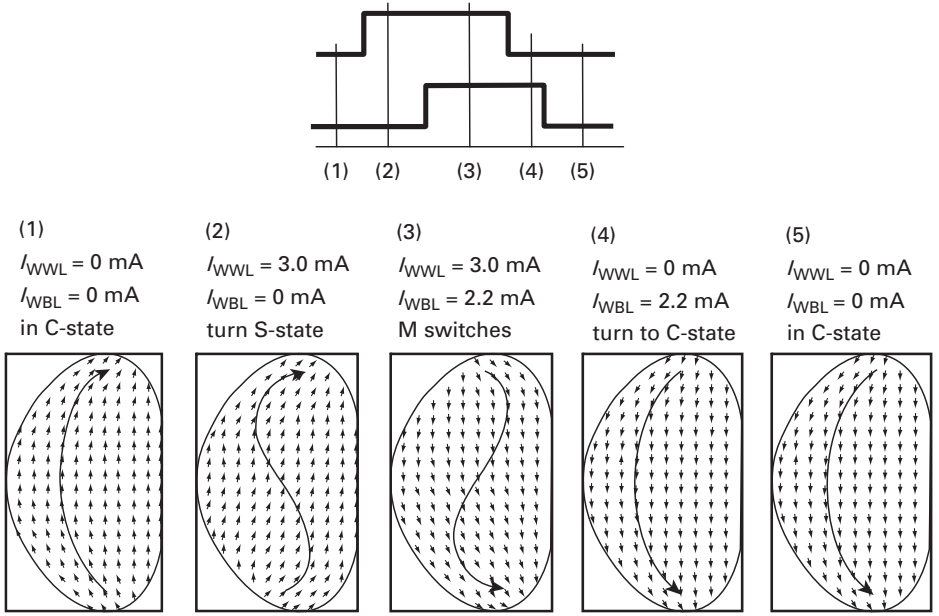 (1) (2) (3) (4) (5)
(1)
I_WWL = 0 mA
I_WBL = 0 mA
in C-state
(2)
I_WWL = 3.0 mA
I_WBL = 0 mA
turn S-state
(3)
I_WWL = 3.0 mA
I_WBL = 2.2 mA
M switches
(4)
I_WWL = 0 mA
I_WBL = 2.2 mA
turn to C-state
(5)
I_WWL = 0 mA
I_WBL = 0 mA
in C-state